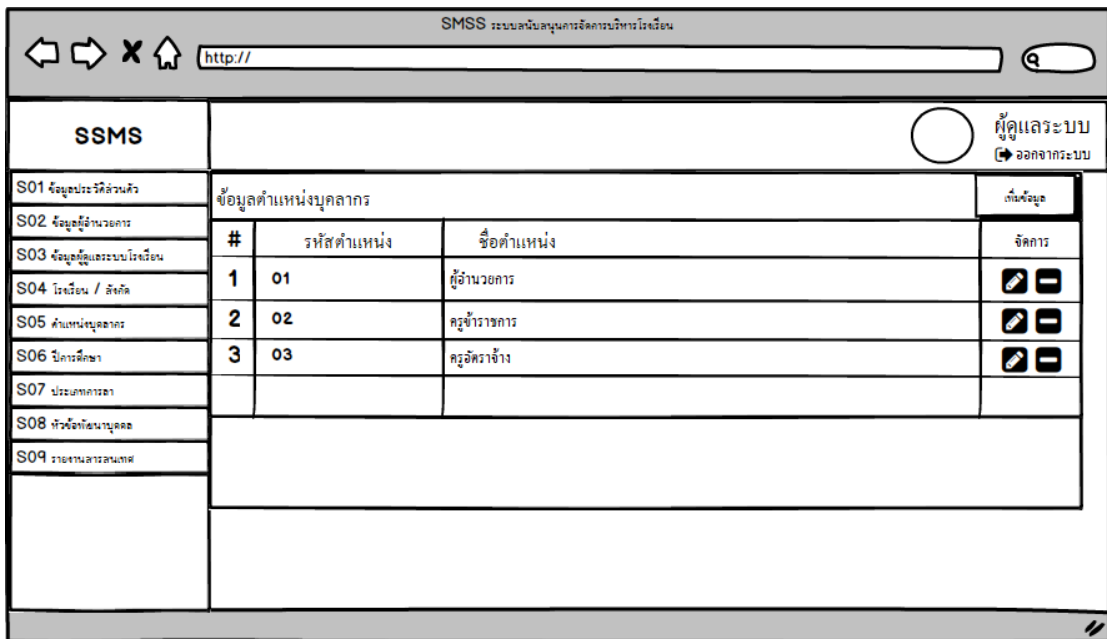 SMSS ระบบสนับสนุนการจัดการบริหารโรงเรียน
http://
SSMS
ผู้ดูแลระบบ
ออกจากระบบ
S01 ข้อมูลประวัติส่วนตัว
S02 ข้อมูลผู้อำนวยการ
S03 ข้อมูลผู้ดูแลระบบโรงเรียน
S04 โรงเรียน / สังกัด
S05 ตำแหน่งบุคลากร
S06 ปีการศึกษา
S07 ประเภทการลา
S08 หัวข้อพัฒนาบุคคล
S09 รายงานสารสนเทศ
ข้อมูลตำแหน่งบุคลากร
เพิ่มข้อมูล
# รหัสตำแหน่ง ชื่อตำแหน่ง จัดการ
1 01 ผู้อำนวยการ
2 02 ครูข้าราชการ
3 03 ครูอัตราจ้าง